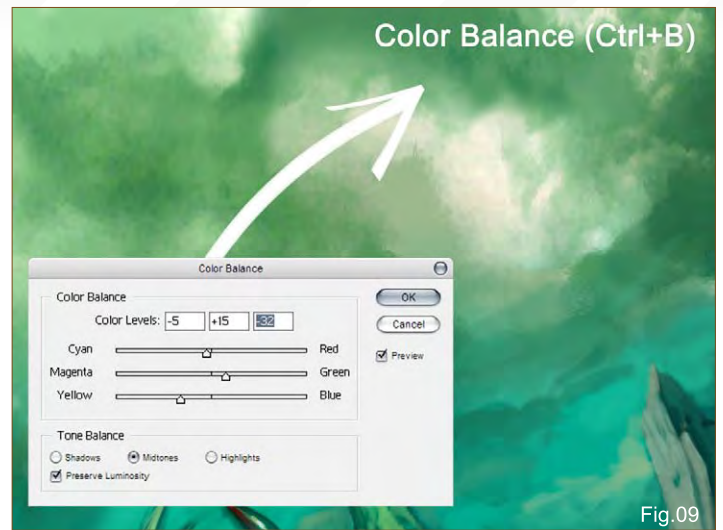 Color Balance (Ctrl+B)
Color Balance
Color Balance
Color Levels: -5 +15 -32
OK
Cancel
Cyan Red
Preview
Magenta Green
Yellow Blue
Tone Balance
Shadows Midtones Highlights
Preserve Luminosity
Fig.09